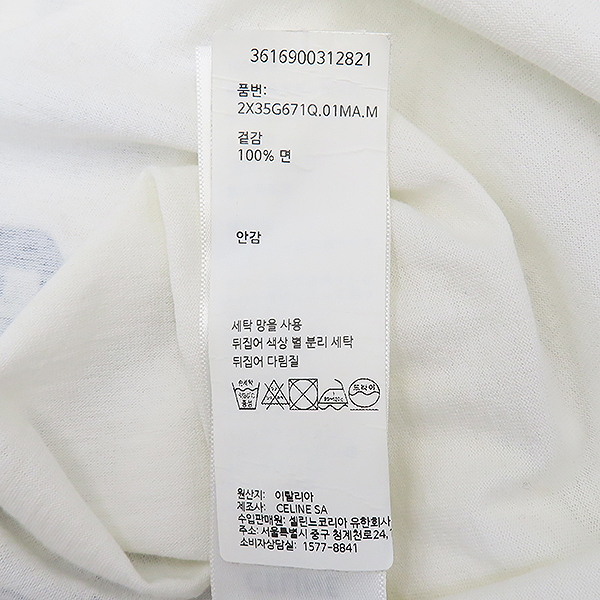 3616900312821
품번:
2X35G671Q.01MA.M
겉감
100% 면
안감
세탁 망을 사용
뒤집어 색상 별 분리 세탁
뒤집어 다림질
드라이
원산지: 이탈리아
제조사: CELINE SA
수입판매원: 셀린느코리아 유한회사
주소: 서울특별시 중구 청계천로24,
소비자상담실: 1577-8841